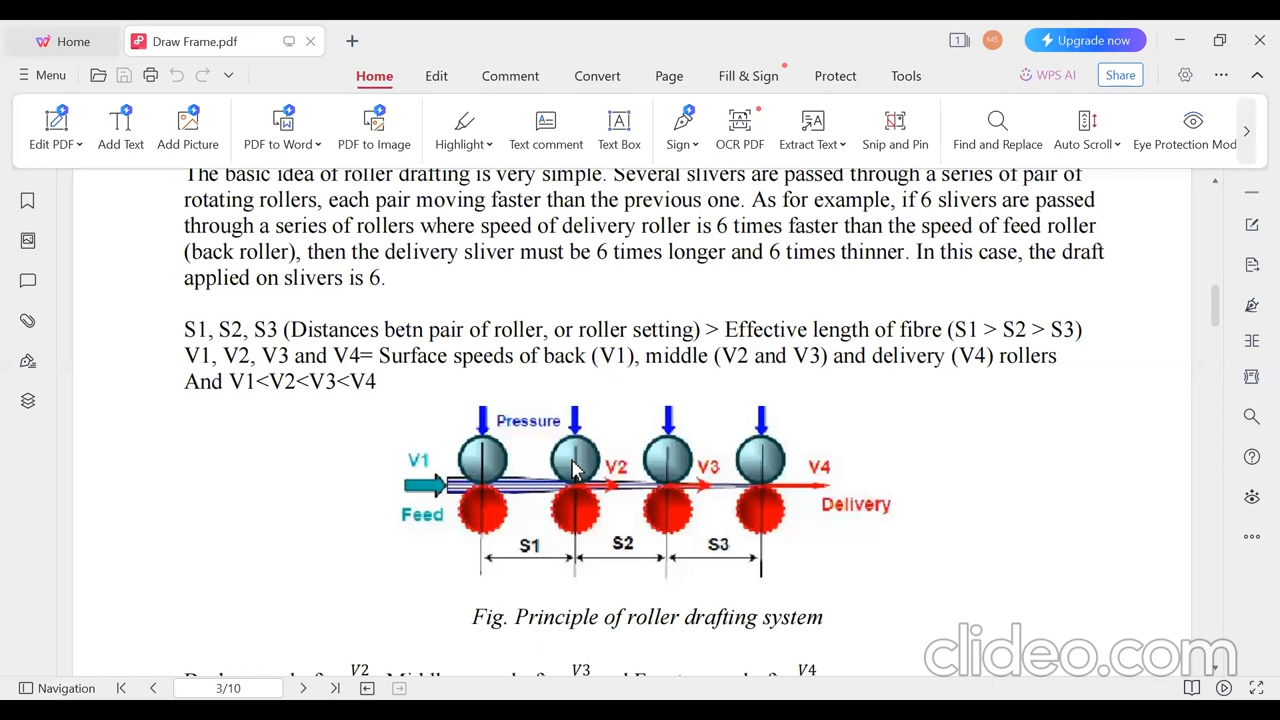 Home
Draw Frame.pdf
1
MS
Upgrade now
Menu
Home Edit Comment Convert Page Fill & Sign Protect Tools
WPS AI
Share
Edit PDF
Add Text
Add Picture
PDF to Word
PDF to Image
Highlight
Text comment
Text Box
Sign
OCR PDF
Extract Text
Snip and Pin
Find and Replace
Auto Scroll
Eye Protection Mod
The basic idea of roller drafting is very simple. Several slivers are passed through a series of pair of
rotating rollers, each pair moving faster than the previous one. As for example, if 6 slivers are passed
through a series of rollers where speed of delivery roller is 6 times faster than the speed of feed roller
(back roller), then the delivery sliver must be 6 times longer and 6 times thinner. In this case, the draft
applied on slivers is 6.
S1, S2, S3 (Distances betn pair of roller, or roller setting) > Effective length of fibre (S1 > S2 > S3)
V1, V2, V3 and V4= Surface speeds of back (V1), middle (V2 and V3) and delivery (V4) rollers
And V1<V2<V3<V4
Pressure
V1 V2 V3 V4
Feed Delivery
S1 S2 S3
Fig. Principle of roller drafting system
V2 V3 V4
clideo.com
Navigation
3/10